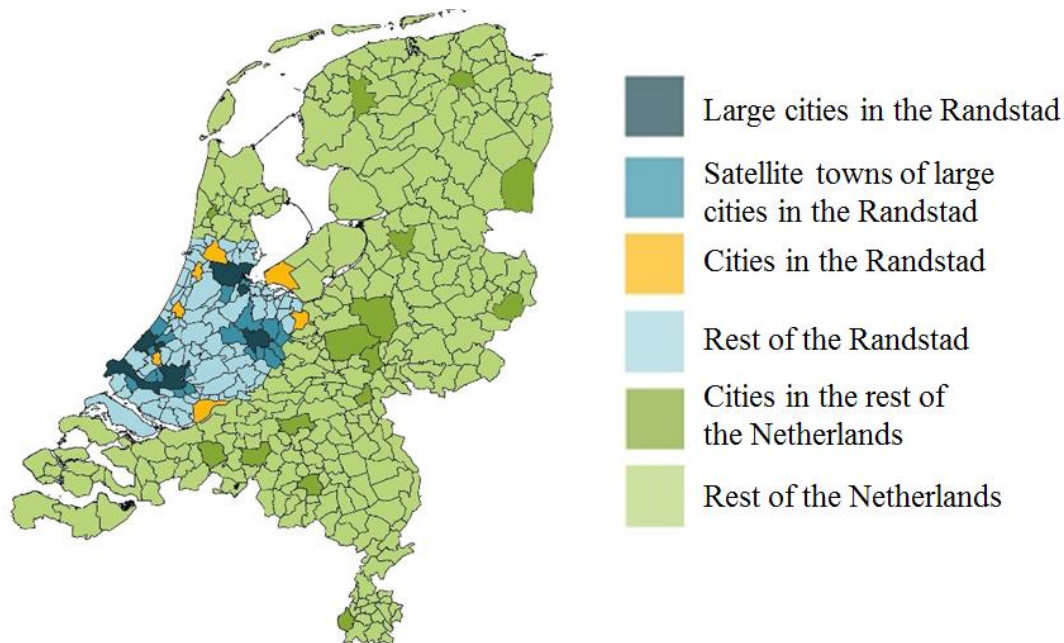 Large cities in the Randstad
Satellite towns of large
cities in the Randstad
Cities in the Randstad
Rest of the Randstad
Cities in the rest of
the Netherlands
Rest of the Netherlands